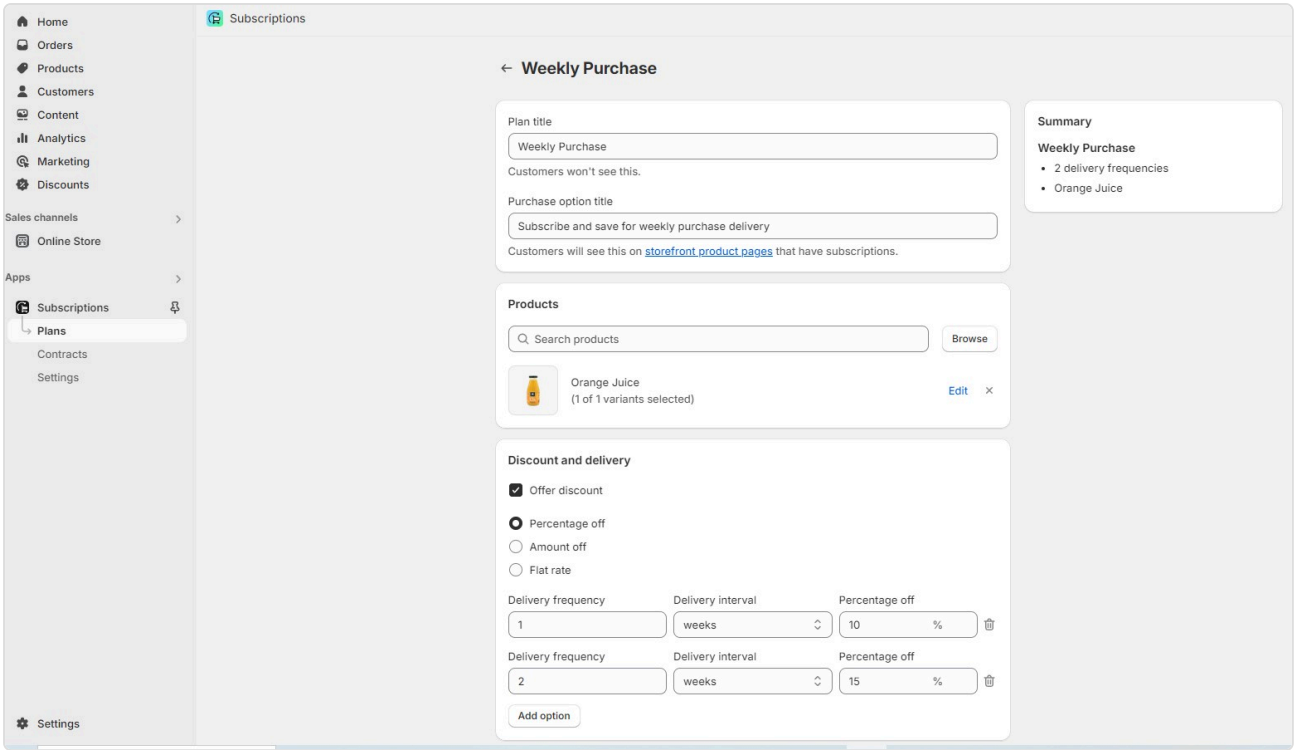 Home
Orders
Products
Customers
Content
Analytics
Marketing
Discounts
Sales channels
Online Store
Apps
Subscriptions
Plans
Contracts
Settings
Settings
Subscriptions
Weekly Purchase
Plan title
Weekly Purchase
Customers won't see this.
Purchase option title
Subscribe and save for weekly purchase delivery
Customers will see this on storefront product pages that have subscriptions.
Products
Search products
Browse
Orange Juice
(1 of 1 variants selected)
Edit
Discount and delivery
Offer discount
Percentage off
Amount off
Flat rate
Delivery frequency Delivery interval Percentage off
1 weeks 10 %
Delivery frequency Delivery interval Percentage off
2 weeks 15 %
Add option
Summary
Weekly Purchase
• 2 delivery frequencies
• Orange Juice